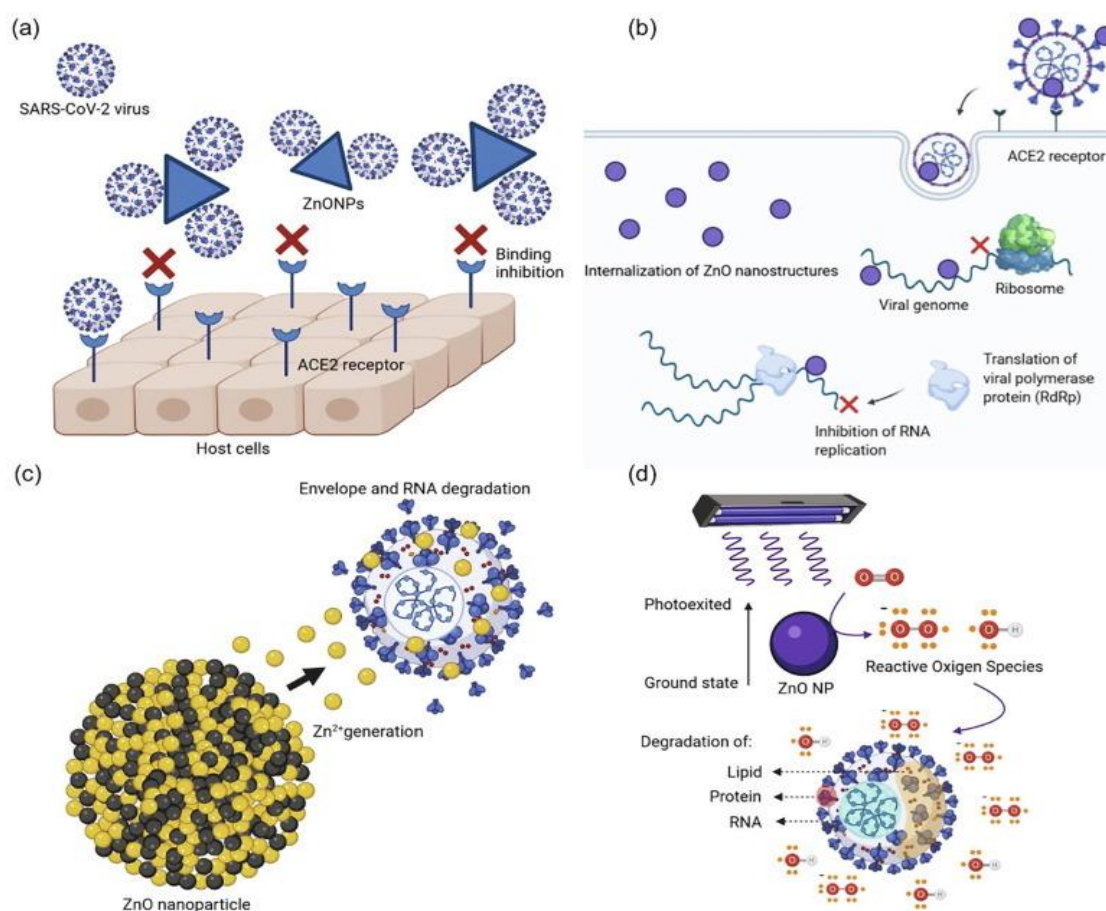 (a)
SARS-CoV-2 virus
ZnONPs
Binding
inhibition
ACE2 receptor
Host cells
(b)
ACE2 receptor
Internalization of ZnO nanostructures
Viral genome
Ribosome
Translation of
viral polymerase
protein (RdRp)
Inhibition of RNA
replication
(c)
Envelope and RNA degradation
Zn²⁺generation
ZnO nanoparticle
(d)
Photoexited
Ground state
ZnO NP
O O
- O O
O H
Reactive Oxigen Species
Degradation of:
Lipid
Protein
RNA
- O O
O H
- O O
- O O
O H
O H
- O O
O H